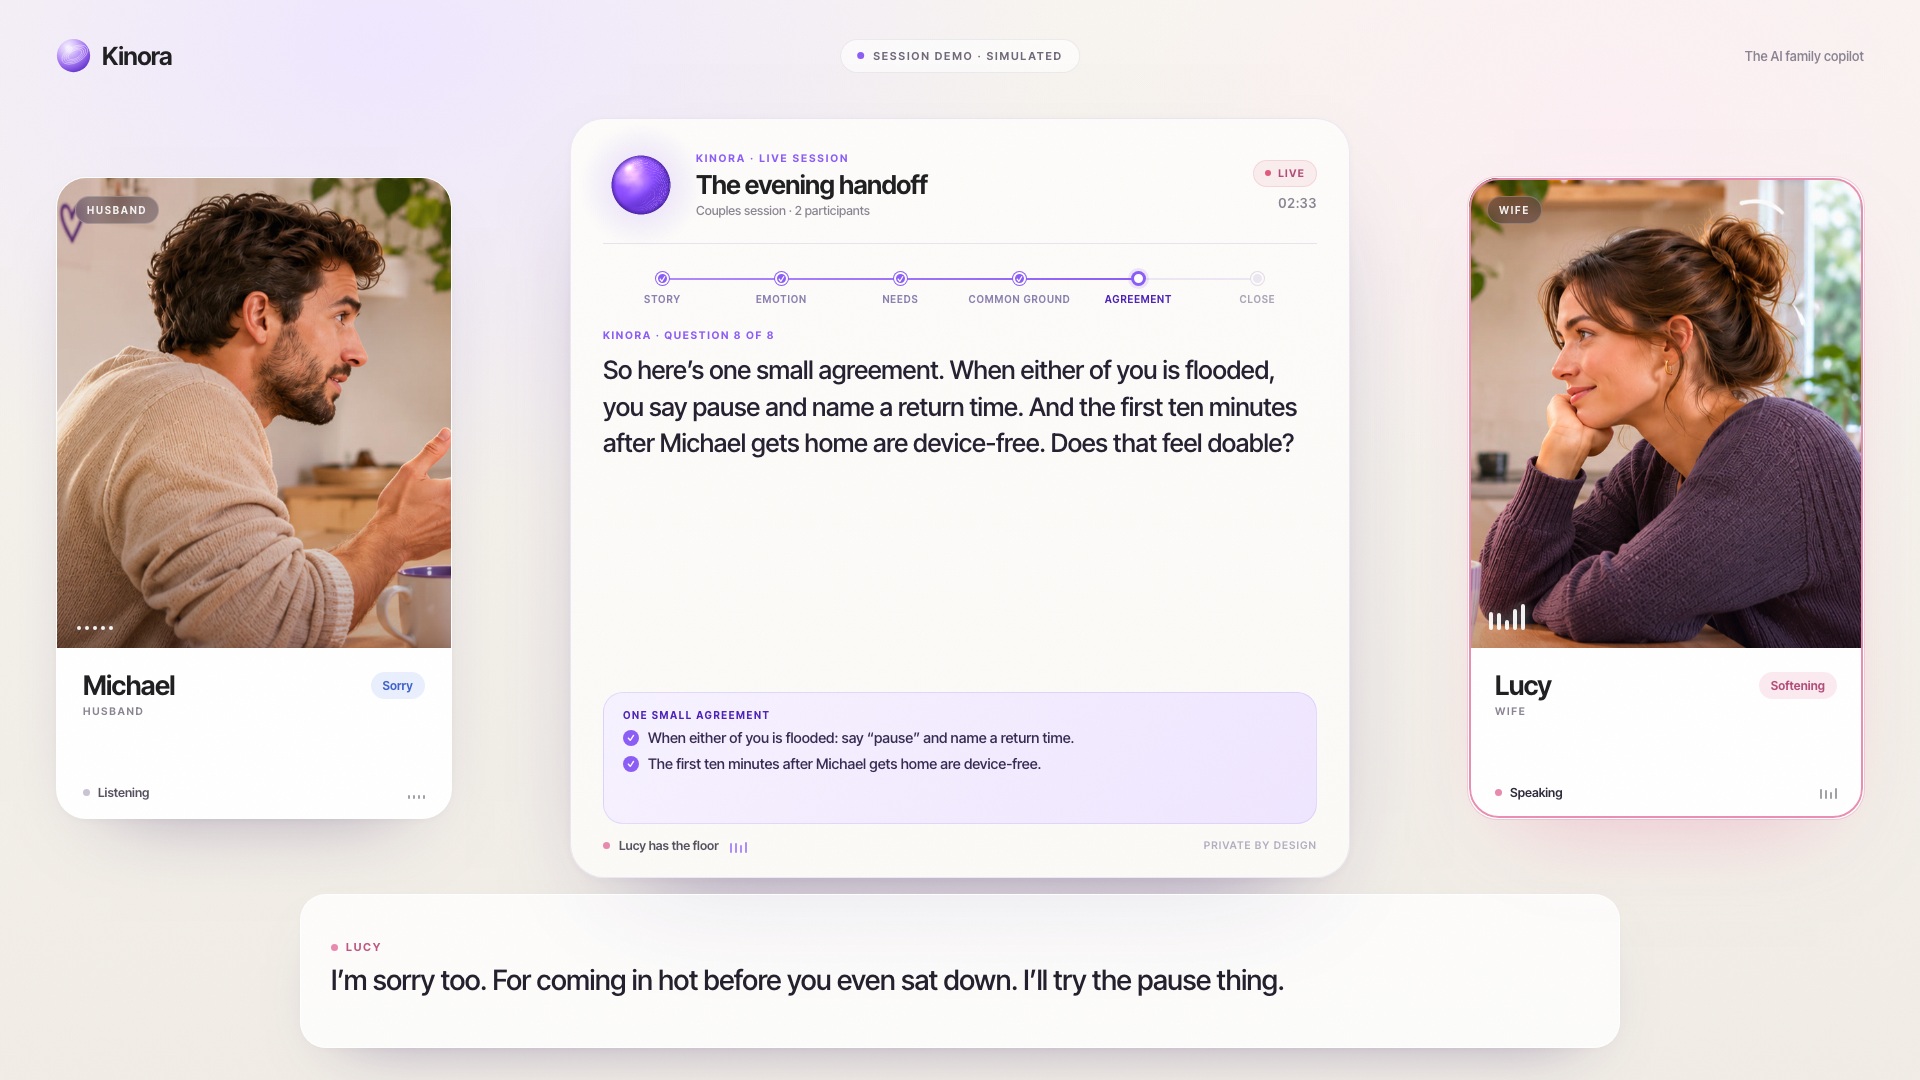 Kinora
SESSION DEMO · SIMULATED
The AI family copilot
HUSBAND
Michael
Sorry
HUSBAND
Listening
KINORA · LIVE SESSION
The evening handoff
Couples session · 2 participants
LIVE
02:33
STORY
EMOTION
NEEDS
COMMON GROUND
AGREEMENT
CLOSE
KINORA · QUESTION 8 OF 8
So here’s one small agreement. When either of you is flooded,
you say pause and name a return time. And the first ten minutes
after Michael gets home are device-free. Does that feel doable?
ONE SMALL AGREEMENT
When either of you is flooded: say “pause” and name a return time.
The first ten minutes after Michael gets home are device-free.
Lucy has the floor
PRIVATE BY DESIGN
WIFE
Lucy
Softening
WIFE
Speaking
LUCY
I’m sorry too. For coming in hot before you even sat down. I’ll try the pause thing.